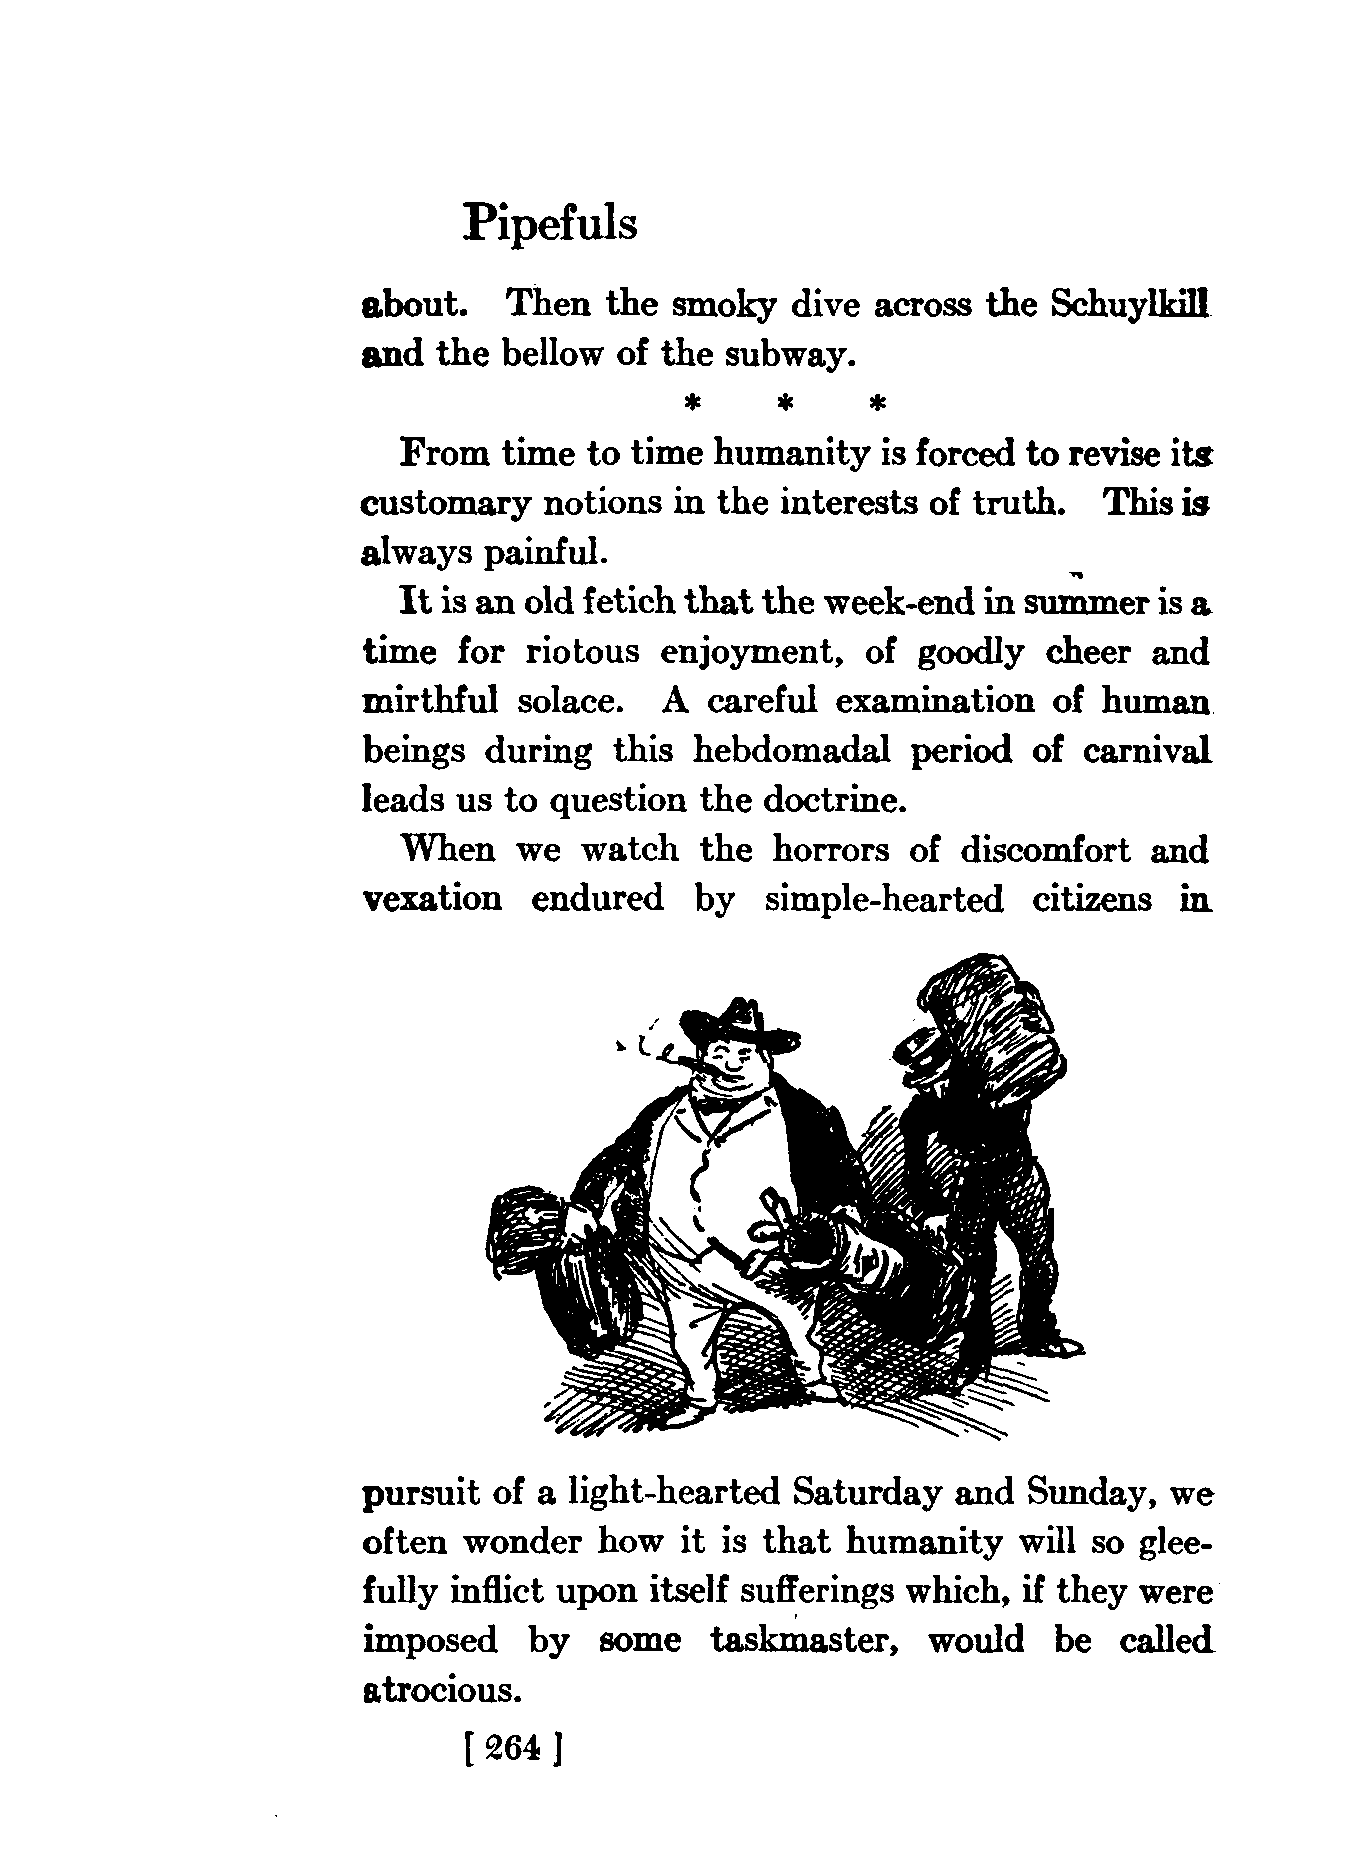 Pipefuls
about. Then the smoky dive across the Schuylkill
and the bellow of the subway.
* * *
From time to time humanity is forced to revise its
customary notions in the interests of truth. This is
always painful.
It is an old fetich that the week-end in summer is a
time for riotous enjoyment, of goodly cheer and
mirthful solace. A careful examination of human
beings during this hebdomadal period of carnival
leads us to question the doctrine.
When we watch the horrors of discomfort and
vexation endured by simple-hearted citizens in
pursuit of a light-hearted Saturday and Sunday, we
often wonder how it is that humanity will so glee-
fully inflict upon itself sufferings which, if they were
imposed by some taskmaster, would be called
atrocious.
[ 264 ]